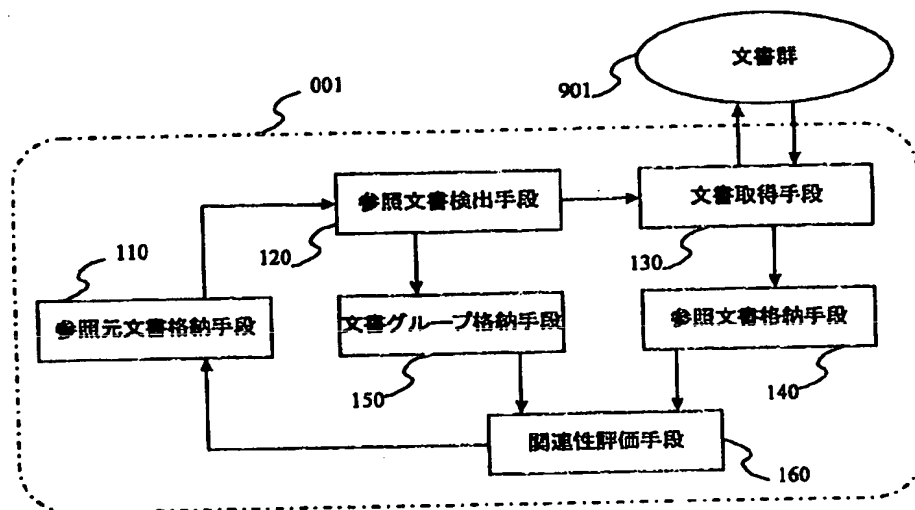 文書群
901
001
参照文書検出手段
文書取得手段
120
130
110
参照元文書格納手段
文書グループ格納手段
参照文書格納手段
150
140
関連性評価手段
160